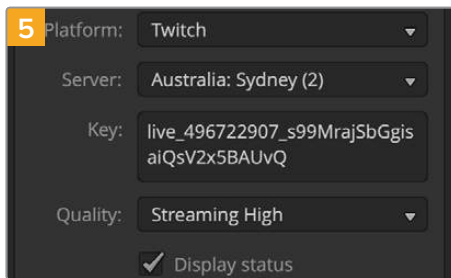 5
Platform: Twitch
Server: Australia: Sydney (2)
Key: live_496722907_s99MrajSbGgis
aiQsV2x5BAUvQ
Quality: Streaming High
Display status